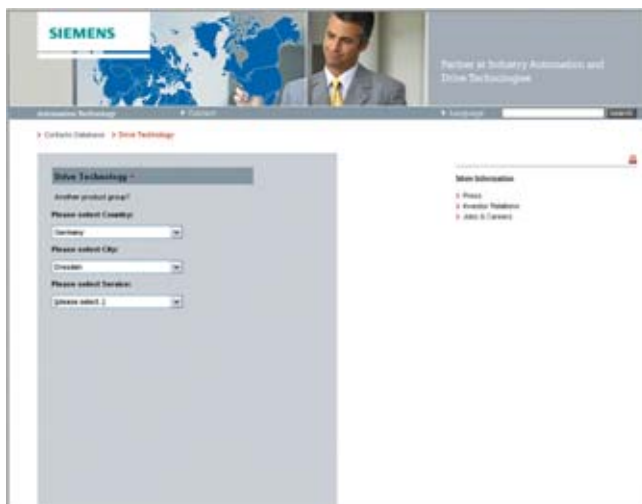 SIEMENS
Partner at Industry Automation and
Drive Technologies
Automation Technology
Contact
Language
Search
Contacts Database
Drive Technology
Drive Technology
Another product group?
Please select Country:
Germany
Please select City:
Dresden
Please select Service:
[please select..]
More Information
Press
Investor Relations
Jobs & Careers